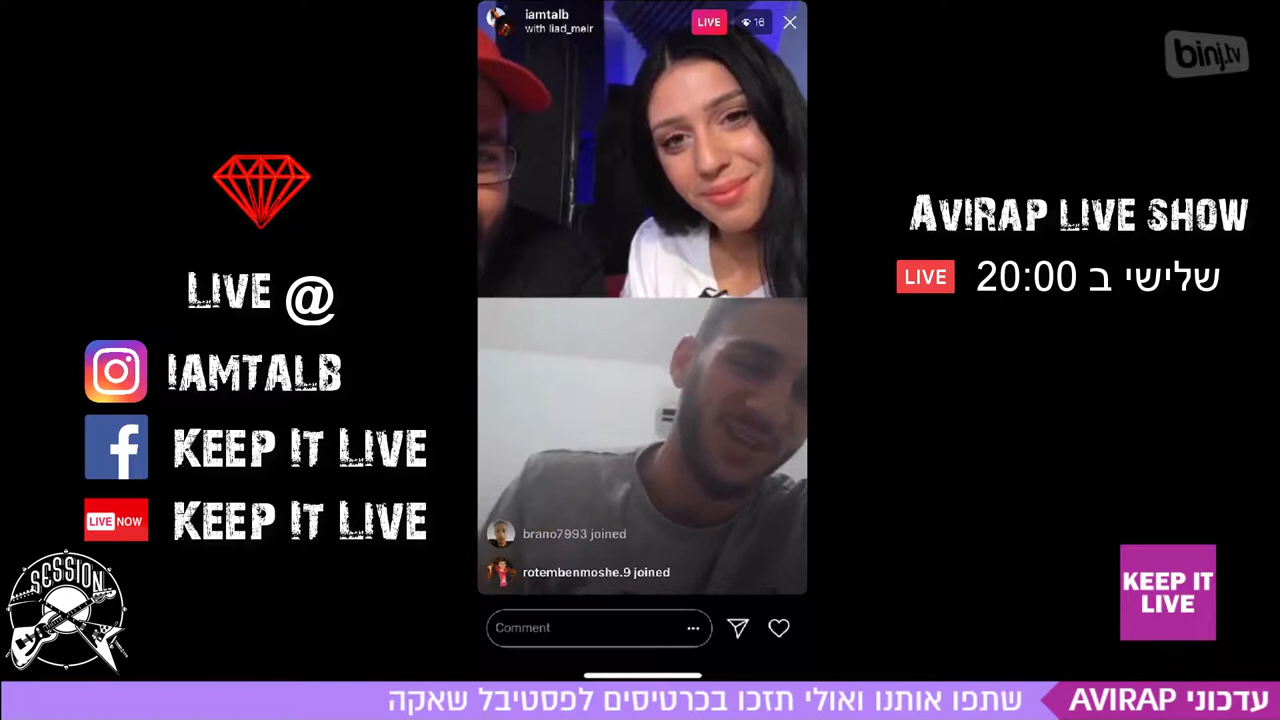 iamtalb
with liad_meir
LIVE
16
binj.tv
LIVE @
IAMTALB
KEEP IT LIVE
LIVE NOW
KEEP IT LIVE
SESSION
AVIRAP LIVE SHOW
LIVE שלישי ב 20:00
brano7993 joined
rotembenmoshe.9 joined
Comment
KEEP IT
LIVE
עדכוני AVIRAP
שתפו אותנו ואולי תזכו בכרטיסים לפסטיבל שאקה